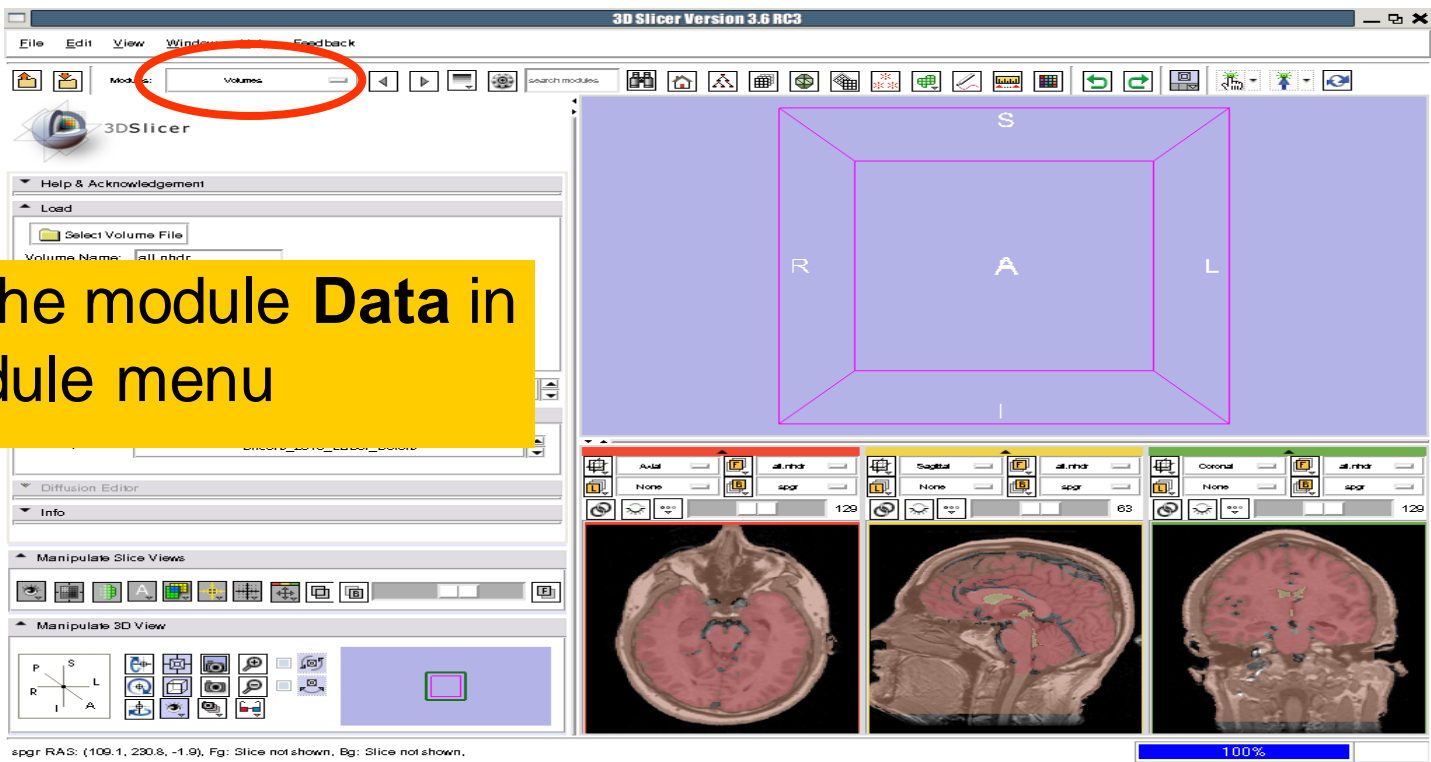 3D Slicer Version 3.6 RC3
File Edit View Window Feedback
Modules: Volumes search modules
3DSlicer
Help & Acknowledgement
Load
Select Volume File
Volume Name: all.nhdr
he module Data in
dule menu
Diffusion Editor
Info
Manipulate Slice Views
A B F
Manipulate 3D View
P S
R L
I A
S
R A L
I
Axial F all.nhdr
L None B spgr
129
Sagittal F all.nhdr
L None B spgr
63
Coronal F all.nhdr
L None B spgr
129
spgr RAS: (109.1, 230.8, -1.9), Fg: Slice not shown, Bg: Slice not shown,
100%